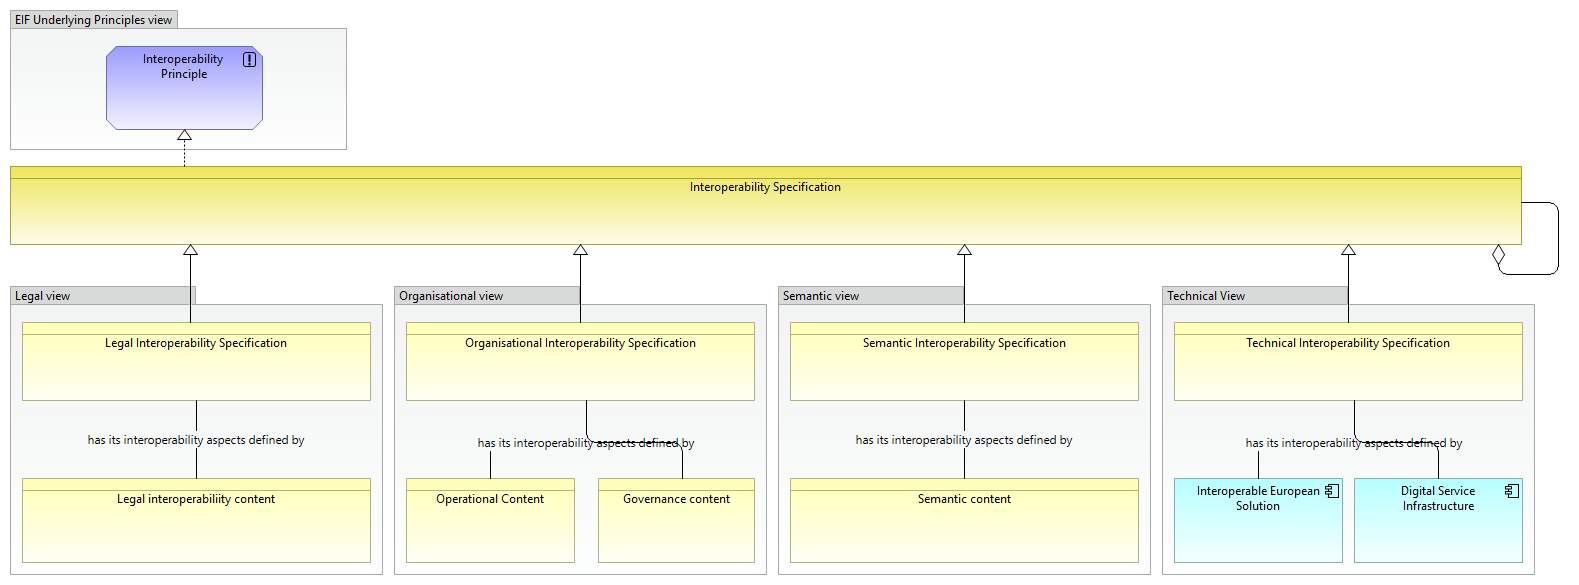 EIF Underlying Principles view
Interoperability
Principle
Interoperability Specification
Legal view
Organisational view
Semantic view
Technical View
Legal Interoperability Specification
Organisational Interoperability Specification
Semantic Interoperability Specification
Technical Interoperability Specification
has its interoperability aspects defined by
has its interoperability aspects defined by
has its interoperability aspects defined by
has its interoperability aspects defined by
Legal interoperabiliity content
Operational Content
Governance content
Semantic content
Interoperable European
Solution
Digital Service
Infrastructure